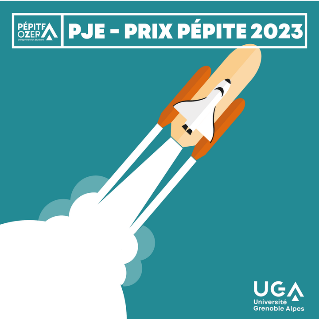 PÉPITE
OZER
PJE – PRIX PÉPITE 2023
UGA
Université
Grenoble Alpes